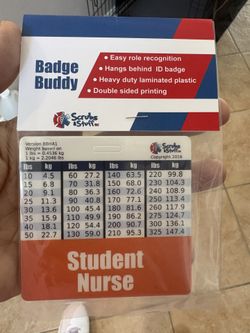 Badge
Buddy
• Easy role recognition
• Hangs behind ID badge
• Heavy duty laminated plastic
• Double sided printing
Scrubs
&Stuff
Weight based on
1 lbs = 0.4536 kg
1 kg = 2.2046 lbs
Scrubs
&Stuff
Copyright 2016
lbs kg lbs kg lbs kg lbs kg
10 4.5 60 27.2 140 63.5 220 99.8
15 6.8 70 31.8 150 68.0 230 104.3
20 9.1 80 36.3 160 72.6 240 108.9
25 11.3 90 40.8 170 77.1 250 113.4
30 13.6 100 45.4 180 81.6 260 117.9
35 15.9 110 49.9 190 86.2 275 124.7
40 18.1 120 54.4 200 90.7 300 136.1
50 22.7 130 59.0 210 95.3 325 147.4
Student
Nurse